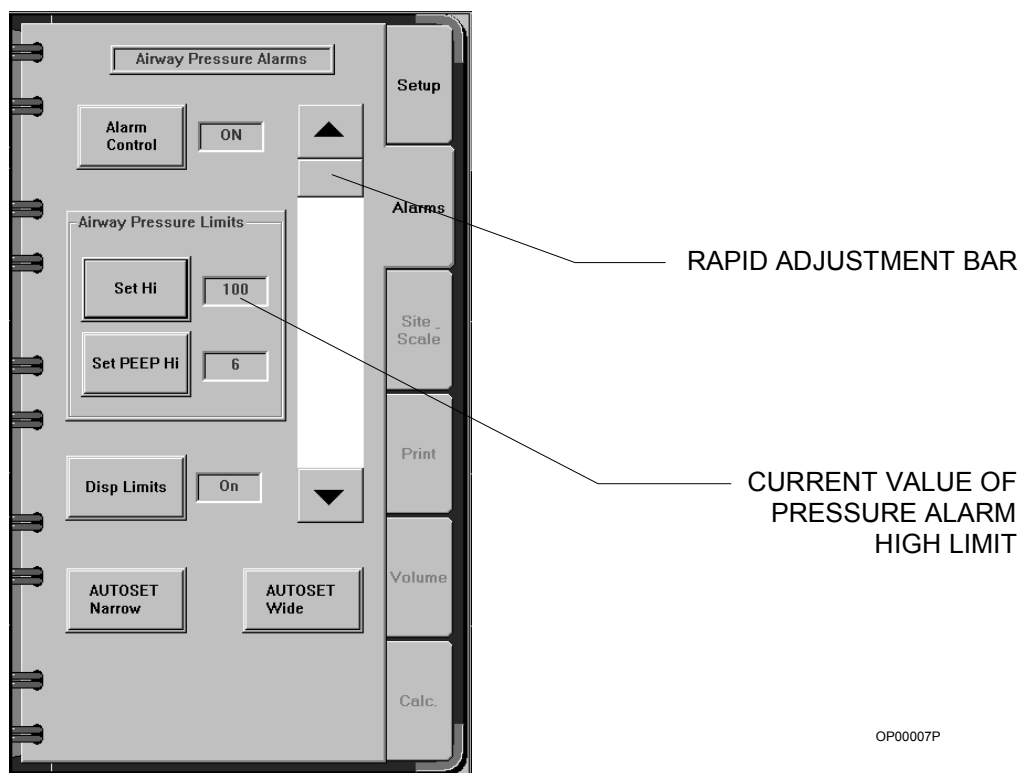 Airway Pressure Alarms
Setup
Alarm
Control
ON
Alarms
RAPID ADJUSTMENT BAR
Airway Pressure Limits
Set Hi
100
Set PEEP Hi
6
Site_
Scale
Print
Disp Limits
On
CURRENT VALUE OF
PRESSURE ALARM
HIGH LIMIT
AUTOSET
Narrow
AUTOSET
Wide
Volume
Calc.
OP00007P